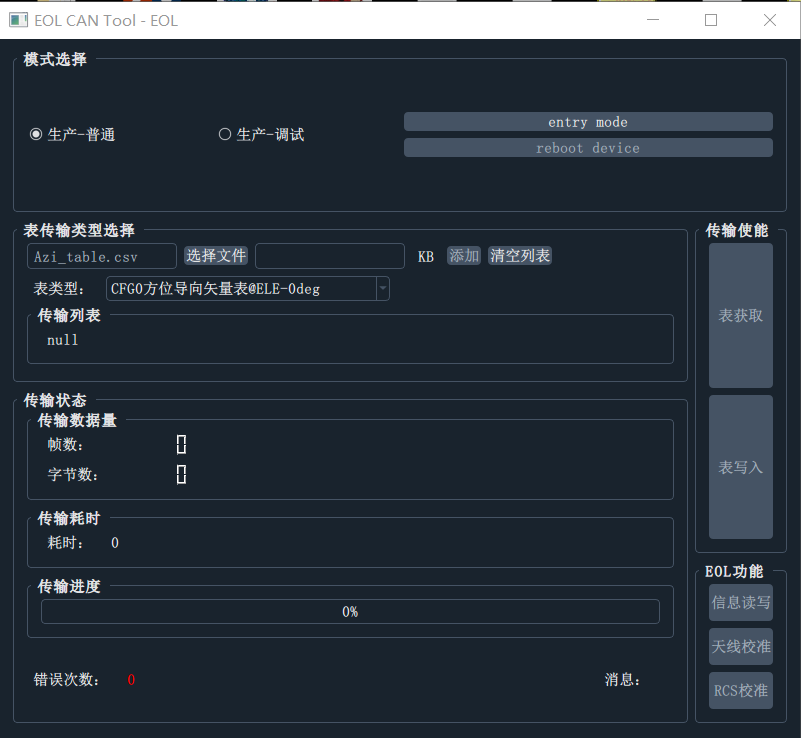 EOL CAN Tool - EOL
模式选择
生产-普通
生产-调试
entry mode
reboot device
表传输类型选择
Azi_table.csv
选择文件
KB
添加
清空列表
表类型:
CFG0方位导向矢量表@ELE-0deg
传输列表
null
传输状态
传输数据量
帧数:
0
字节数:
0
传输耗时
耗时:
0
传输进度
0%
错误次数:
0
消息:
传输使能
表获取
表写入
EOL功能
信息读写
天线校准
RCS校准